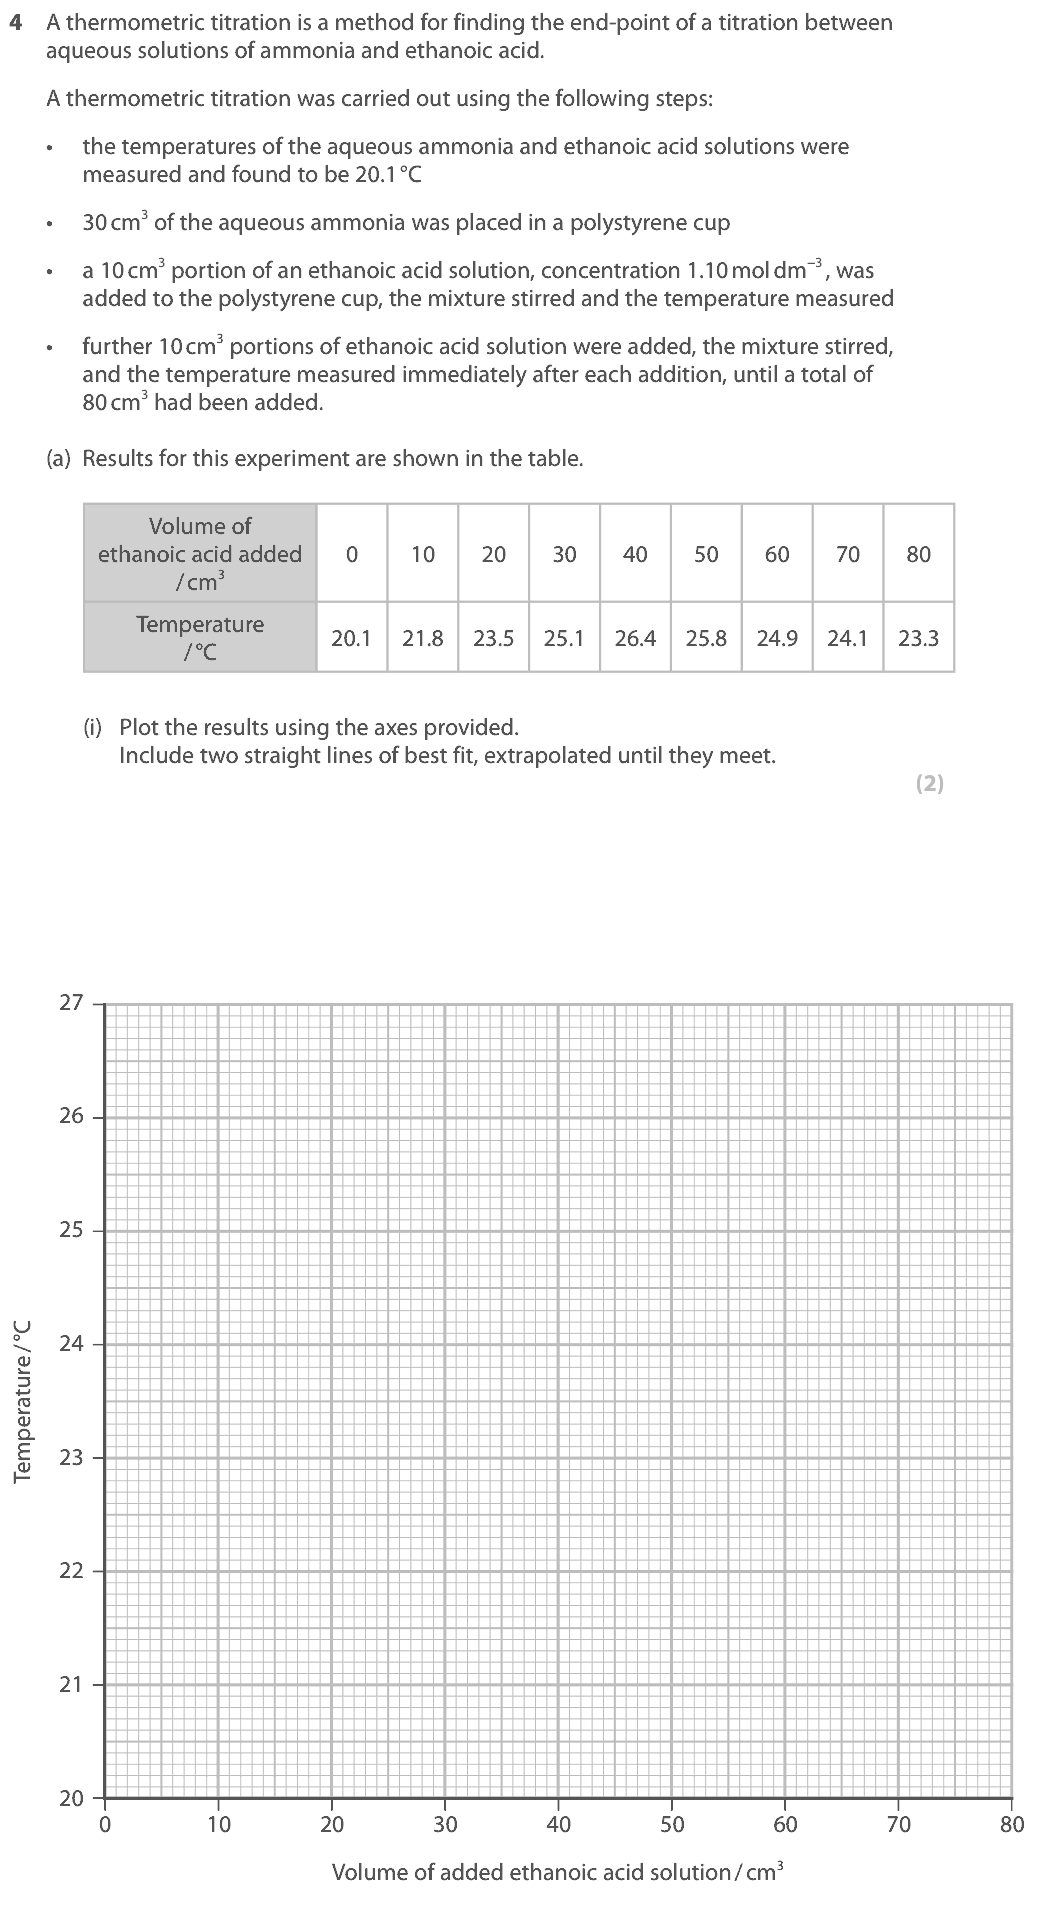 4 A thermometric titration is a method for finding the end-point of a titration between
aqueous solutions of ammonia and ethanoic acid.
A thermometric titration was carried out using the following steps:
• the temperatures of the aqueous ammonia and ethanoic acid solutions were
measured and found to be 20.1 °C
• 30 cm³ of the aqueous ammonia was placed in a polystyrene cup
• a 10 cm³ portion of an ethanoic acid solution, concentration 1.10 mol dm⁻³, was
added to the polystyrene cup, the mixture stirred and the temperature measured
• further 10 cm³ portions of ethanoic acid solution were added, the mixture stirred,
and the temperature measured immediately after each addition, until a total of
80 cm³ had been added.
(a) Results for this experiment are shown in the table.
Volume of
ethanoic acid added
/ cm³
0 10 20 30 40 50 60 70 80
Temperature
/ °C
20.1 21.8 23.5 25.1 26.4 25.8 24.9 24.1 23.3
(i) Plot the results using the axes provided.
Include two straight lines of best fit, extrapolated until they meet.
(2)
27
26
25
24
23
22
21
20
Temperature / °C
0 10 20 30 40 50 60 70 80
Volume of added ethanoic acid solution / cm³